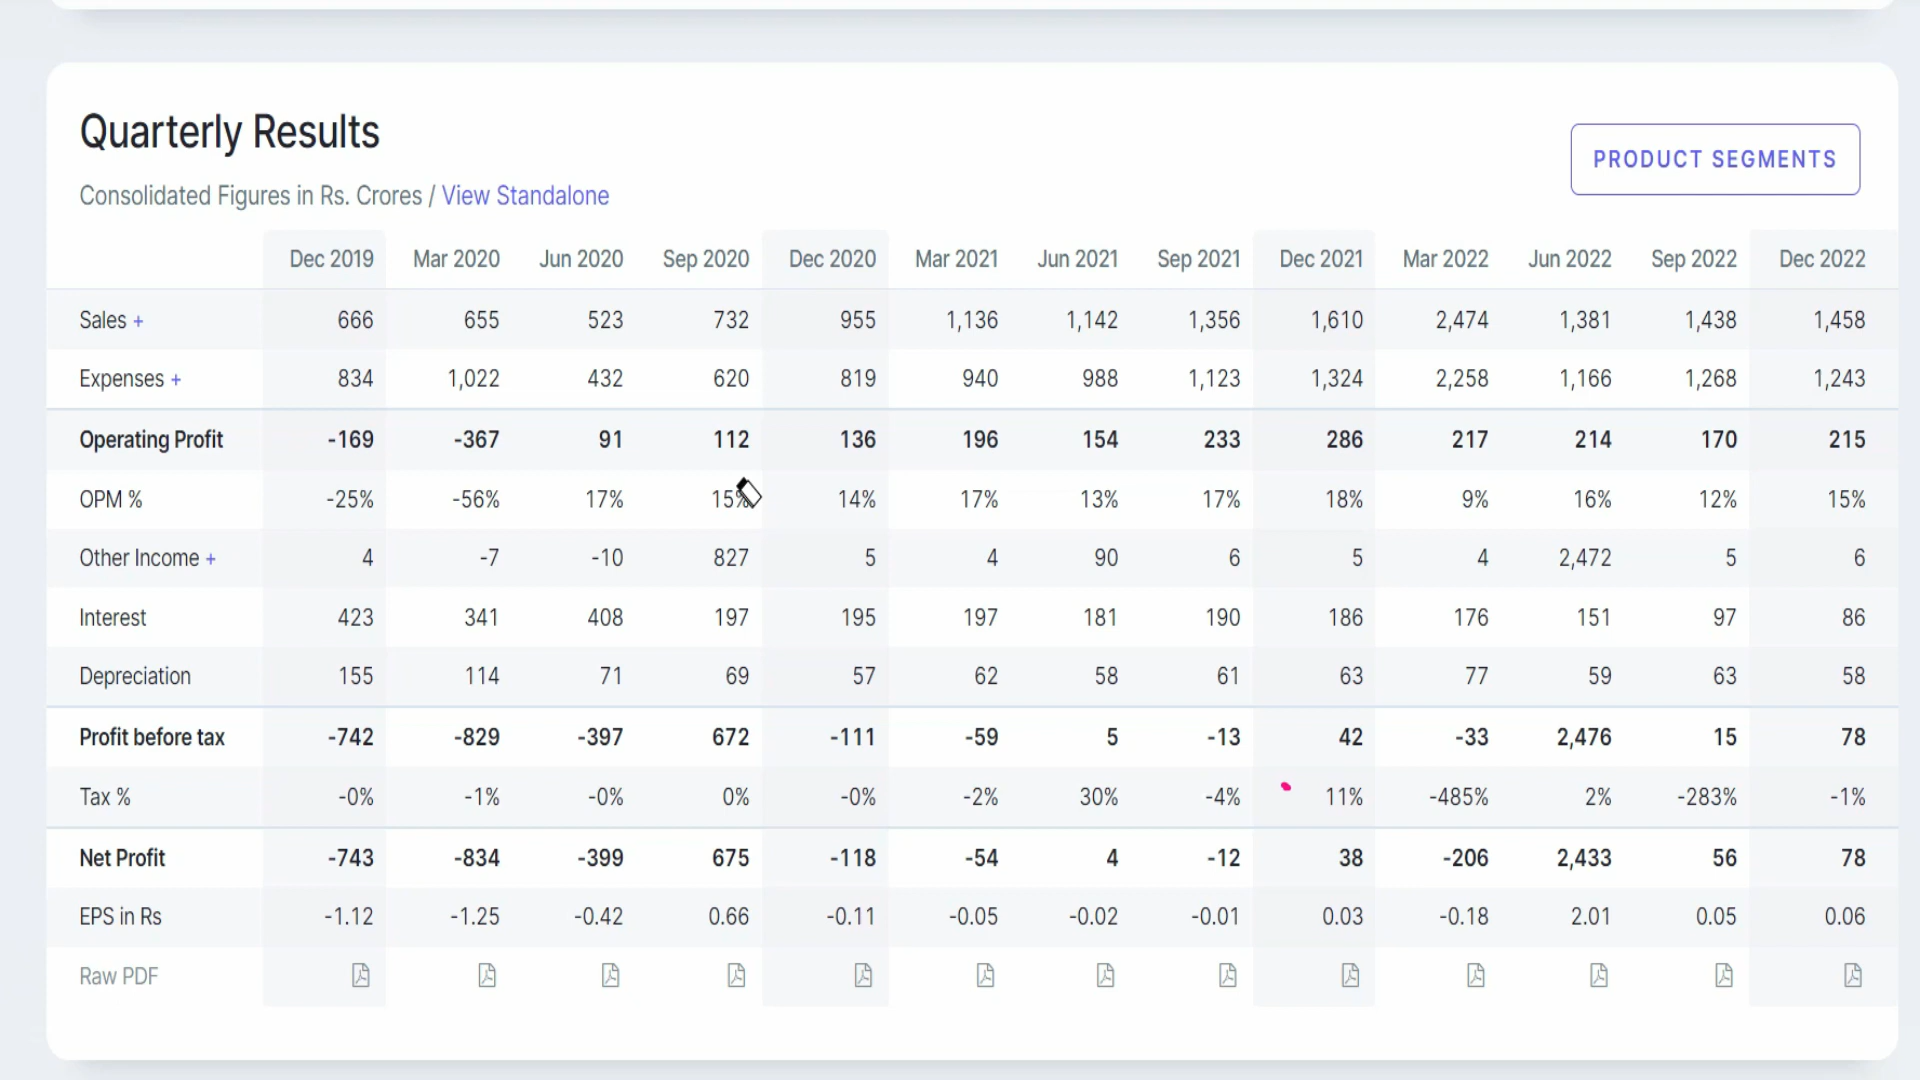 Quarterly Results
PRODUCT SEGMENTS
Consolidated Figures in Rs. Crores / View Standalone
Dec 2019 Mar 2020 Jun 2020 Sep 2020 Dec 2020 Mar 2021 Jun 2021 Sep 2021 Dec 2021 Mar 2022 Jun 2022 Sep 2022 Dec 2022
Sales + 666 655 523 732 955 1,136 1,142 1,356 1,610 2,474 1,381 1,438 1,458
Expenses + 834 1,022 432 620 819 940 988 1,123 1,324 2,258 1,166 1,268 1,243
Operating Profit -169 -367 91 112 136 196 154 233 286 217 214 170 215
OPM % -25% -56% 17% 15% 14% 17% 13% 17% 18% 9% 16% 12% 15%
Other Income + 4 -7 -10 827 5 4 90 6 5 4 2,472 5 6
Interest 423 341 408 197 195 197 181 190 186 176 151 97 86
Depreciation 155 114 71 69 57 62 58 61 63 77 59 63 58
Profit before tax -742 -829 -397 672 -111 -59 5 -13 42 -33 2,476 15 78
Tax % -0% -1% -0% 0% -0% -2% 30% -4% 11% -485% 2% -283% -1%
Net Profit -743 -834 -399 675 -118 -54 4 -12 38 -206 2,433 56 78
EPS in Rs -1.12 -1.25 -0.42 0.66 -0.11 -0.05 -0.02 -0.01 0.03 -0.18 2.01 0.05 0.06
Raw PDF